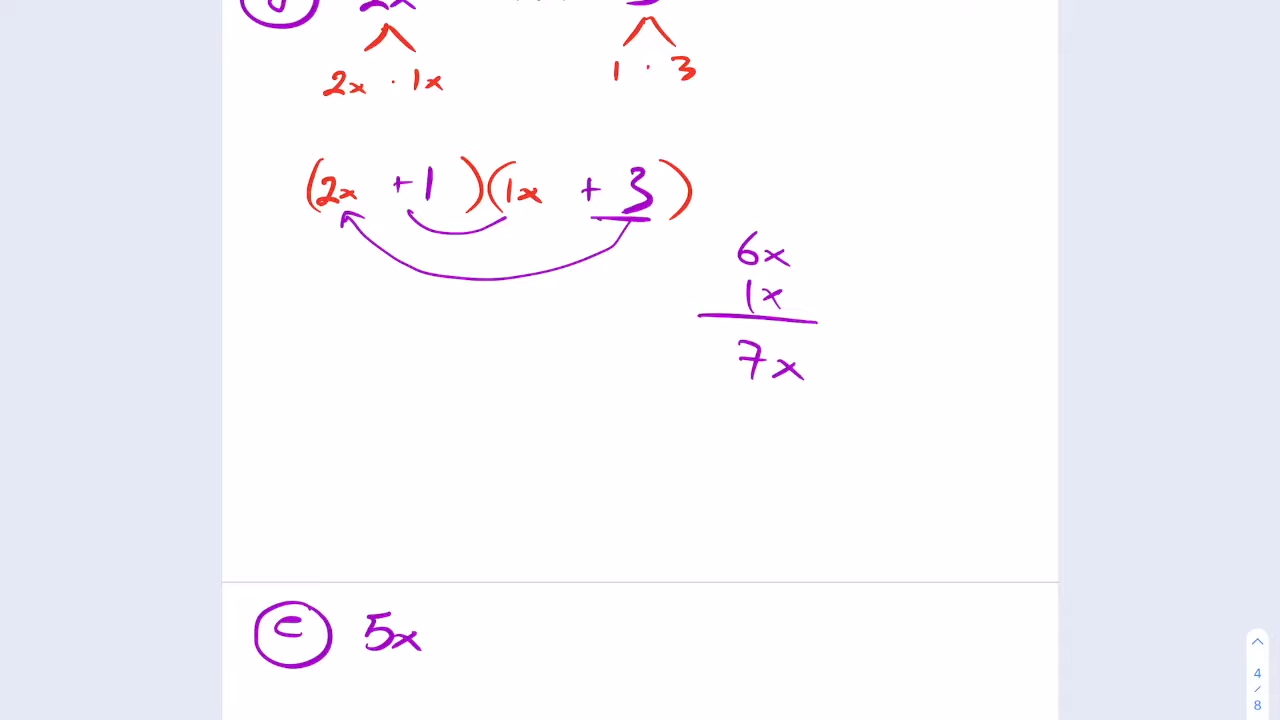 2x · 1x 1 · 3
(2x + 1)(1x + 3)
6x
1x
7x
e 5x
4
/
8